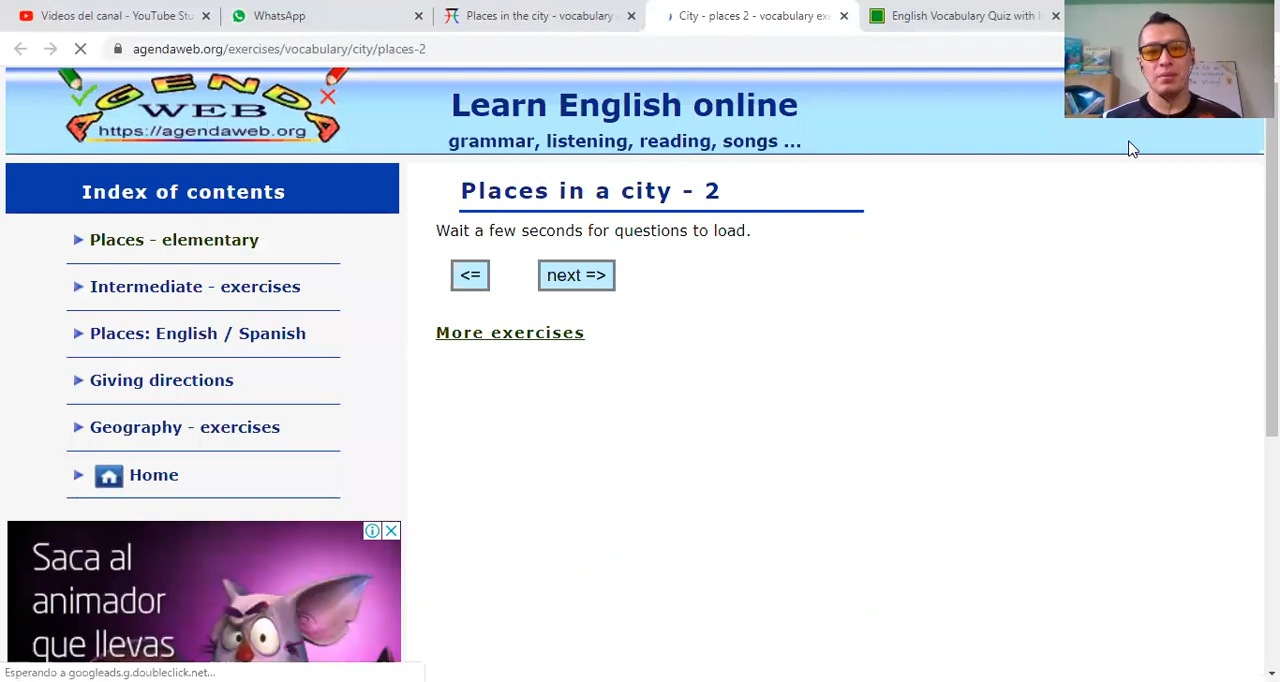 Videos del canal - YouTube Stu
WhatsApp
Places in the city - vocabulary
City - places 2 - vocabulary exe
English Vocabulary Quiz with I
agendaweb.org/exercises/vocabulary/city/places-2
AGENDA
WEB
https://agendaweb.org
Learn English online
grammar, listening, reading, songs ...
Index of contents
Places - elementary
Intermediate - exercises
Places: English / Spanish
Giving directions
Geography - exercises
Home
Places in a city - 2
Wait a few seconds for questions to load.
<=
next =>
More exercises
Saca al
animador
que llevas
Esperando a googleads.g.doubleclick.net...